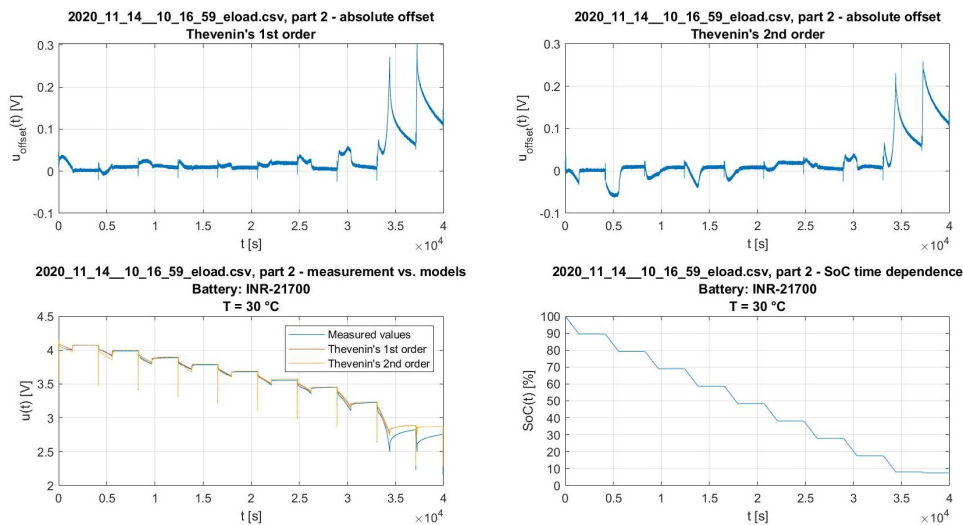 2020_11_14__10_16_59_eload.csv, part 2 - absolute offset
Thevenin's 1st order
0.3
0.2
0.1
0
-0.1
u_offset(t) [V]
0 0.5 1 1.5 2 2.5 3 3.5 4
t [s]
×10^4
2020_11_14__10_16_59_eload.csv, part 2 - absolute offset
Thevenin's 2nd order
0.3
0.2
0.1
0
-0.1
u_offset(t) [V]
0 0.5 1 1.5 2 2.5 3 3.5 4
t [s]
×10^4
2020_11_14__10_16_59_eload.csv, part 2 - measurement vs. models
Battery: INR-21700
T = 30 °C
4.5
4
3.5
3
2.5
2
u(t) [V]
Measured values
Thevenin's 1st order
Thevenin's 2nd order
0 0.5 1 1.5 2 2.5 3 3.5 4
t [s]
×10^4
2020_11_14__10_16_59_eload.csv, part 2 - SoC time dependence
Battery: INR-21700
T = 30 °C
100
90
80
70
60
50
40
30
20
10
0
SoC(t) [%]
0 0.5 1 1.5 2 2.5 3 3.5 4
t [s]
×10^4